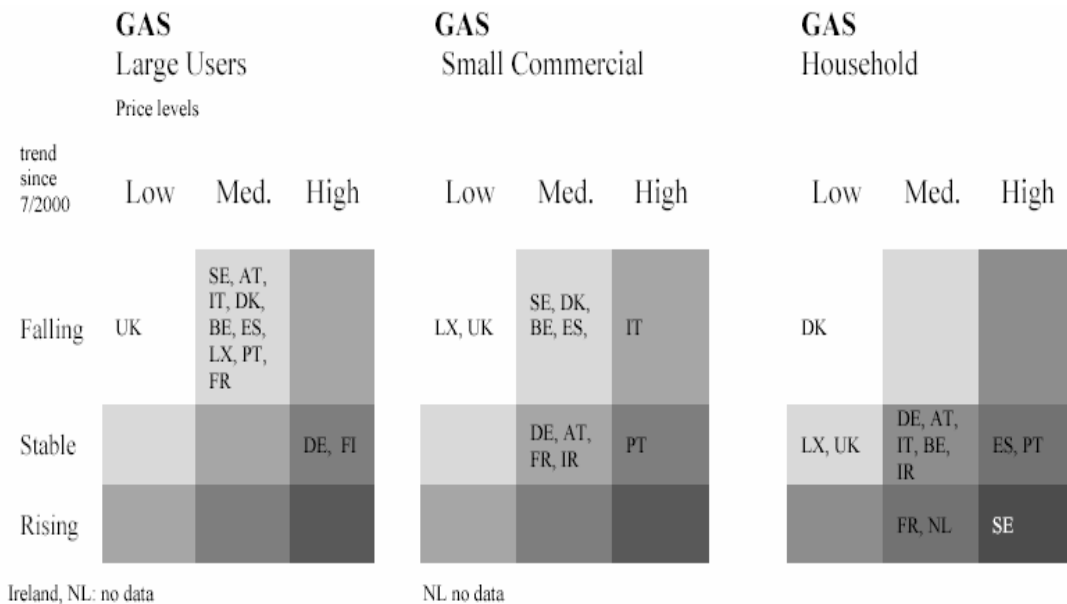 GAS
Large Users
Price levels
GAS
Small Commercial
GAS
Household
trend
since
7/2000
Low Med. High
Low Med. High
Low Med. High
Falling
UK
SE, AT,
IT, DK,
BE, ES,
LX, PT,
FR
LX, UK
SE, DK,
BE, ES,
IT
DK
Stable
DE, FI
DE, AT,
FR, IR
PT
LX, UK
DE, AT,
IT, BE,
IR
ES, PT
Rising
FR, NL
SE
Ireland, NL: no data
NL no data